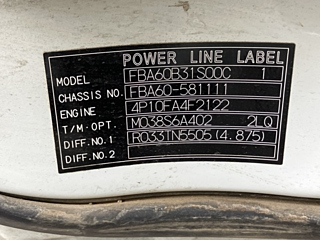 POWER LINE LABEL
MODEL FBA60B31S00C 1
CHASSIS NO. FBA60-581111
ENGINE 4P10FA4F2122
T/M·OPT. M038S6A402 2LQ
DIFF.NO.1 R033TN5505(4.875)
DIFF.NO.2